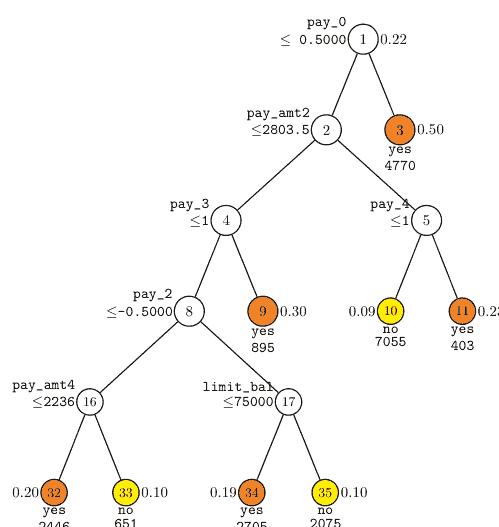 pay_0
≤ 0.5000 1 0.22
pay_amt2
≤2803.5 2 3 0.50
yes
4770
pay_3 pay_4
≤1 4 ≤1 5
pay_2
≤-0.5000 8 9 0.30 0.09 10 11
yes no yes
895 7055 403
pay_amt4 limit_bal
≤2236 16 ≤75000 17
0.20 32 33 0.10 0.19 34 35 0.10
yes no yes no
2446 651 2705 2075